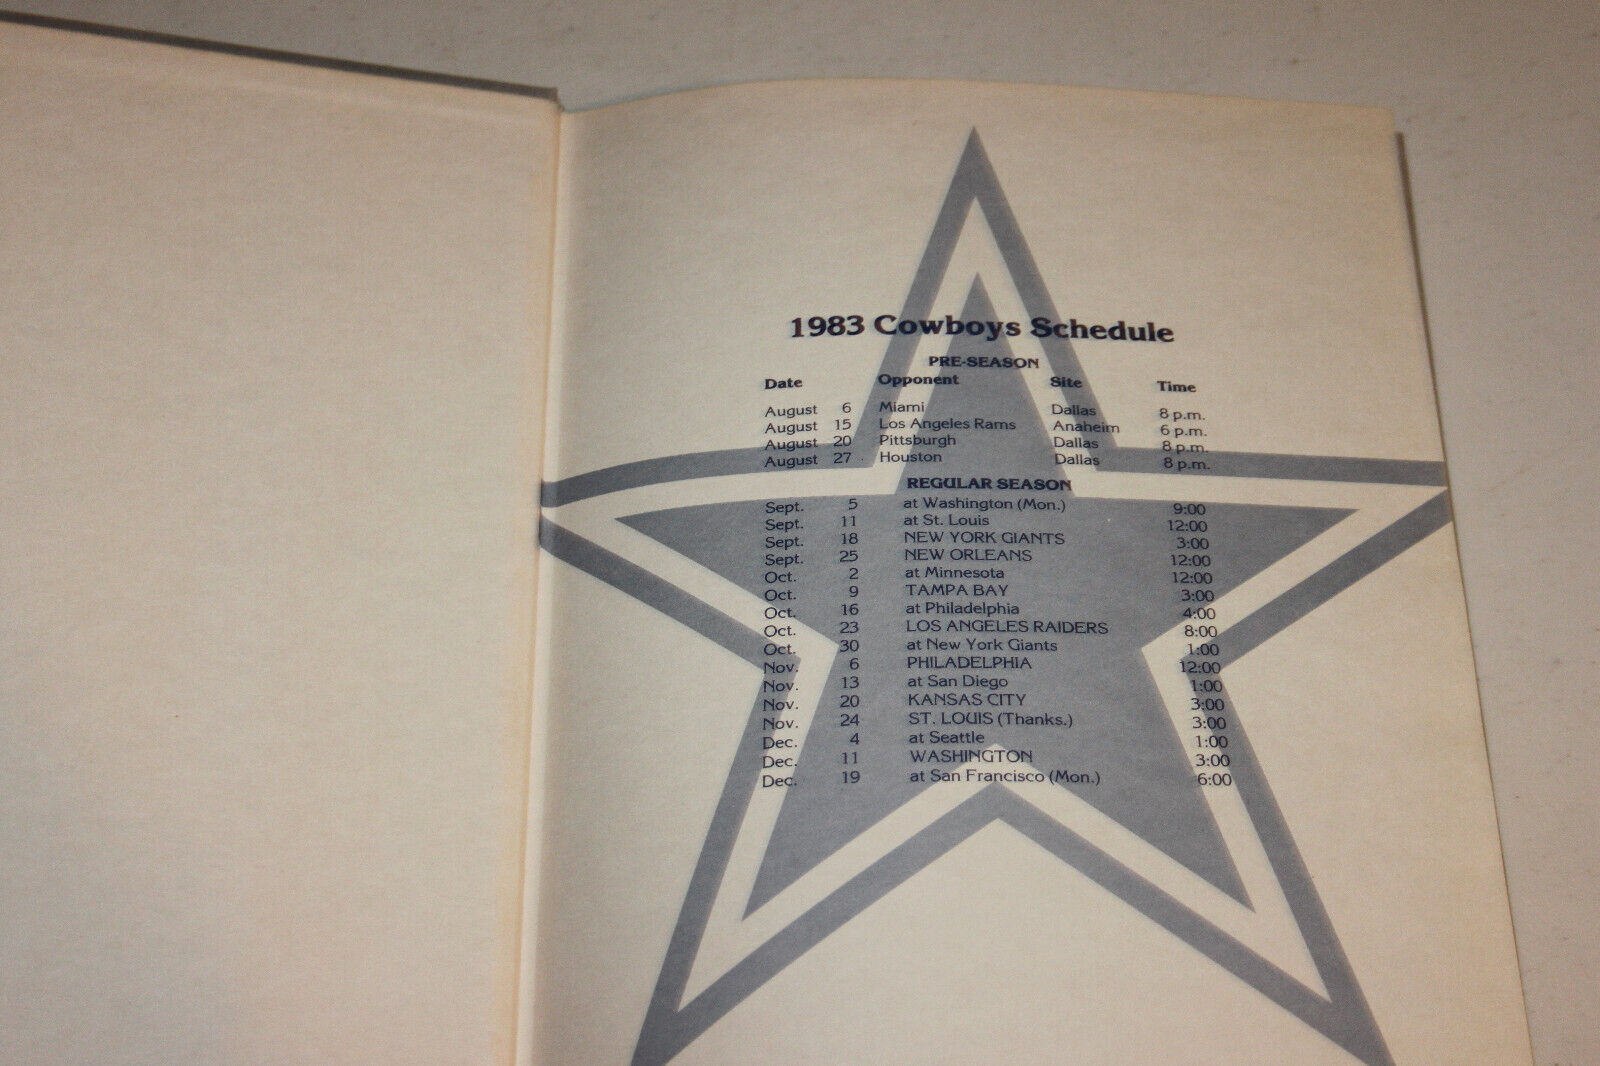 1983 Cowboys Schedule
PRE-SEASON
Date Opponent Site Time
August 6 Miami Dallas 8 p.m.
August 15 Los Angeles Rams Anaheim 6 p.m.
August 20 Pittsburgh Dallas 8 p.m.
August 27 Houston Dallas 8 p.m.
REGULAR SEASON
Sept. 5 at Washington (Mon.) 9:00
Sept. 11 at St. Louis 12:00
Sept. 18 NEW YORK GIANTS 3:00
Sept. 25 NEW ORLEANS 12:00
Oct. 2 at Minnesota 12:00
Oct. 9 TAMPA BAY 3:00
Oct. 16 at Philadelphia 4:00
Oct. 23 LOS ANGELES RAIDERS 8:00
Oct. 30 at New York Giants 1:00
Nov. 6 PHILADELPHIA 12:00
Nov. 13 at San Diego 1:00
Nov. 20 KANSAS CITY 3:00
Nov. 24 ST. LOUIS (Thanks.) 3:00
Dec. 4 at Seattle 1:00
Dec. 11 WASHINGTON 3:00
Dec. 19 at San Francisco (Mon.) 6:00